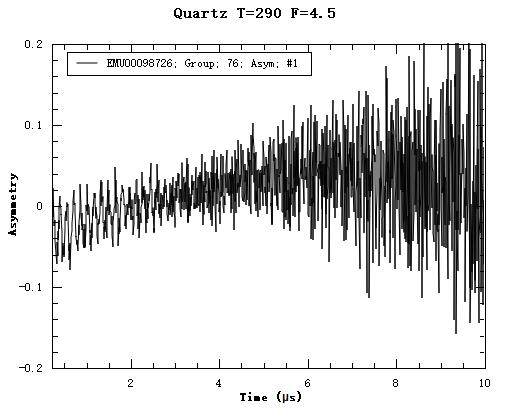 Quartz T=290 F=4.5
EMU00098726; Group; 76; Asym; #1
0.2
0.1
0
-0.1
-0.2
Asymmetry
2 4 6 8 10
Time (μs)